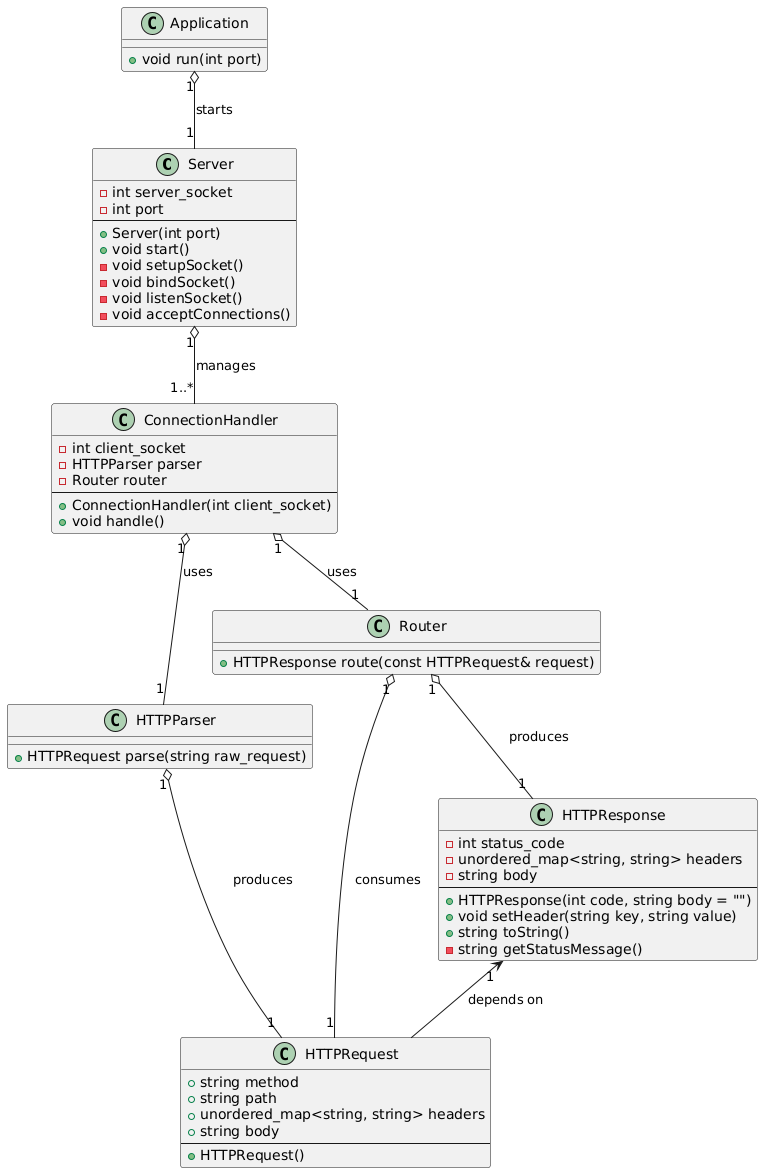 C Application
void run(int port)
1
starts
1
C Server
int server_socket
int port
Server(int port)
void start()
void setupSocket()
void bindSocket()
void listenSocket()
void acceptConnections()
1
manages
1..*
C ConnectionHandler
int client_socket
HTTPParser parser
Router router
ConnectionHandler(int client_socket)
void handle()
1
1
uses
uses
1
C Router
HTTPResponse route(const HTTPRequest& request)
1
1
1
C HTTPParser
HTTPRequest parse(string raw_request)
1
produces
1
C HTTPResponse
int status_code
unordered_map<string, string> headers
string body
HTTPResponse(int code, string body = "")
void setHeader(string key, string value)
string toString()
string getStatusMessage()
produces
consumes
1
depends on
1
1
C HTTPRequest
string method
string path
unordered_map<string, string> headers
string body
HTTPRequest()